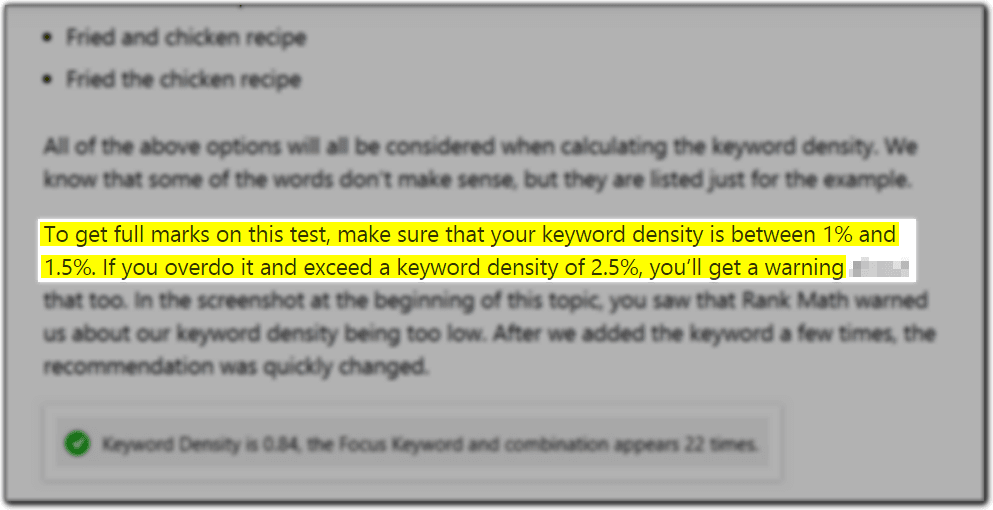 Fried and chicken recipe
Fried the chicken recipe
All of the above options will all be considered when calculating the keyword density. We
know that some of the words don't make sense, but they are listed just for the example.
To get full marks on this test, make sure that your keyword density is between 1% and
1.5%. If you overdo it and exceed a keyword density of 2.5%, you’ll get a warning
that too. In the screenshot at the beginning of this topic, you saw that Rank Math warned
us about our keyword density being too low. After we added the keyword a few times, the
recommendation was quickly changed.
Keyword Density is 0.84, the Focus Keyword and combination appears 22 times.